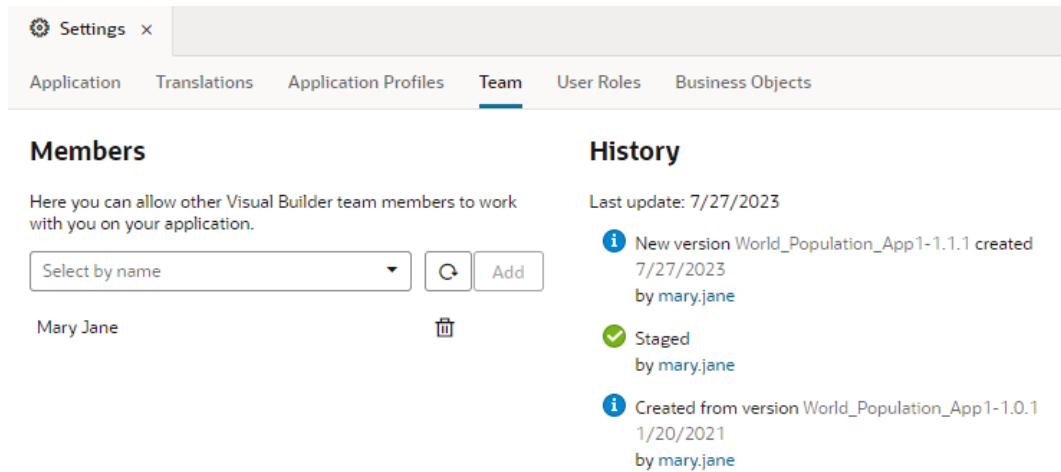 Settings ×
Application Translations Application Profiles Team User Roles Business Objects
Members
Here you can allow other Visual Builder team members to work
with you on your application.
Select by name
Add
Mary Jane
History
Last update: 7/27/2023
New version World_Population_App1-1.1.1 created
7/27/2023
by mary.jane
Staged
by mary.jane
Created from version World_Population_App1-1.0.1
1/20/2021
by mary.jane